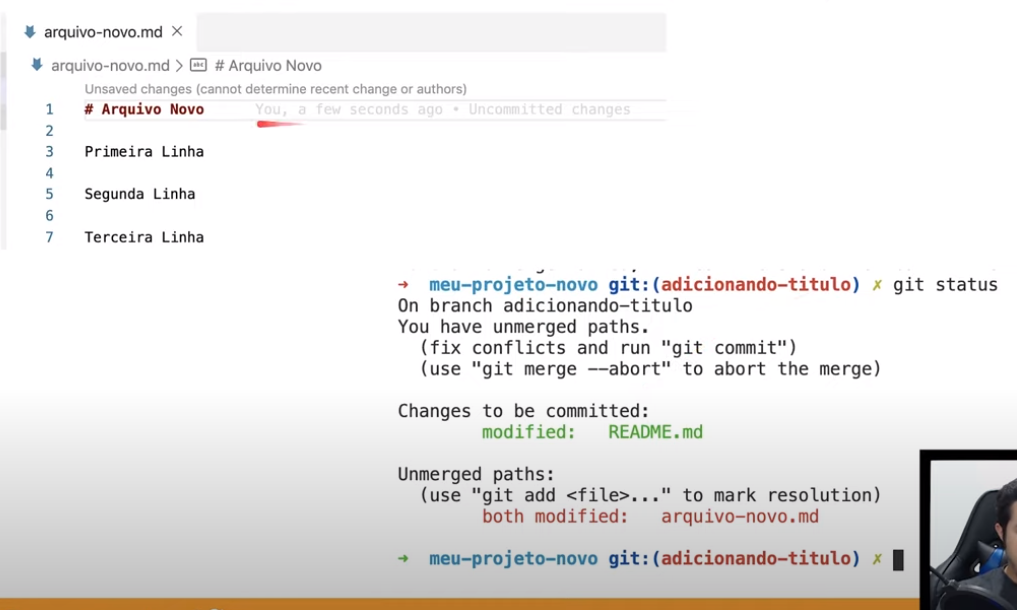 arquivo-novo.md
arquivo-novo.md > # Arquivo Novo
Unsaved changes (cannot determine recent change or authors)
1 # Arquivo Novo You, a few seconds ago • Uncommitted changes
2
3 Primeira Linha
4
5 Segunda Linha
6
7 Terceira Linha
→ meu-projeto-novo git:(adicionando-titulo) ✗ git status
On branch adicionando-titulo
You have unmerged paths.
(fix conflicts and run "git commit")
(use "git merge --abort" to abort the merge)
Changes to be committed:
modified: README.md
Unmerged paths:
(use "git add <file>..." to mark resolution)
both modified: arquivo-novo.md
→ meu-projeto-novo git:(adicionando-titulo) ✗